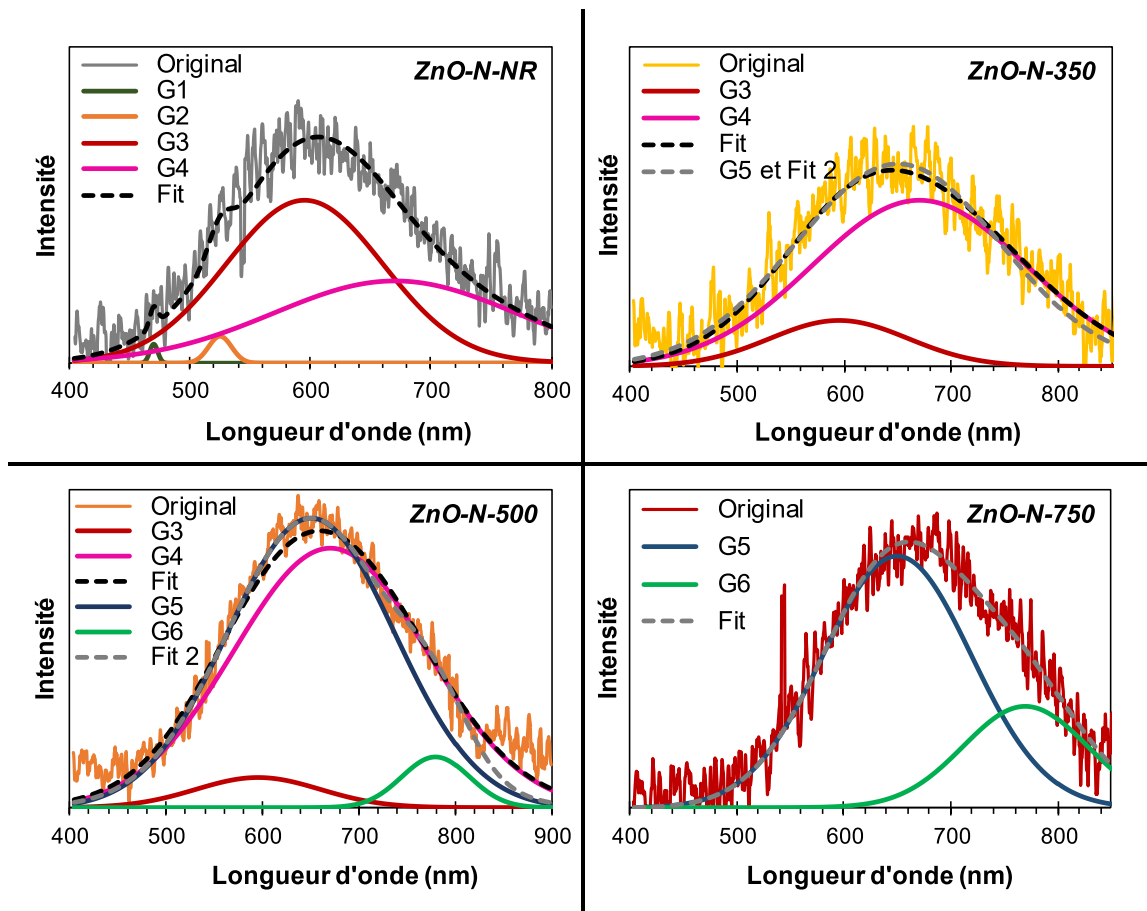 Original
G1
G2
G3
G4
Fit
ZnO-N-NR
Intensité
400 500 600 700 800
Longueur d'onde (nm)
Original
G3
G4
Fit
G5 et Fit 2
ZnO-N-350
Intensité
400 500 600 700 800
Longueur d'onde (nm)
Original
G3
G4
Fit
G5
G6
Fit 2
ZnO-N-500
Intensité
400 500 600 700 800 900
Longueur d'onde (nm)
Original
G5
G6
Fit
ZnO-N-750
Intensité
400 500 600 700 800
Longueur d'onde (nm)